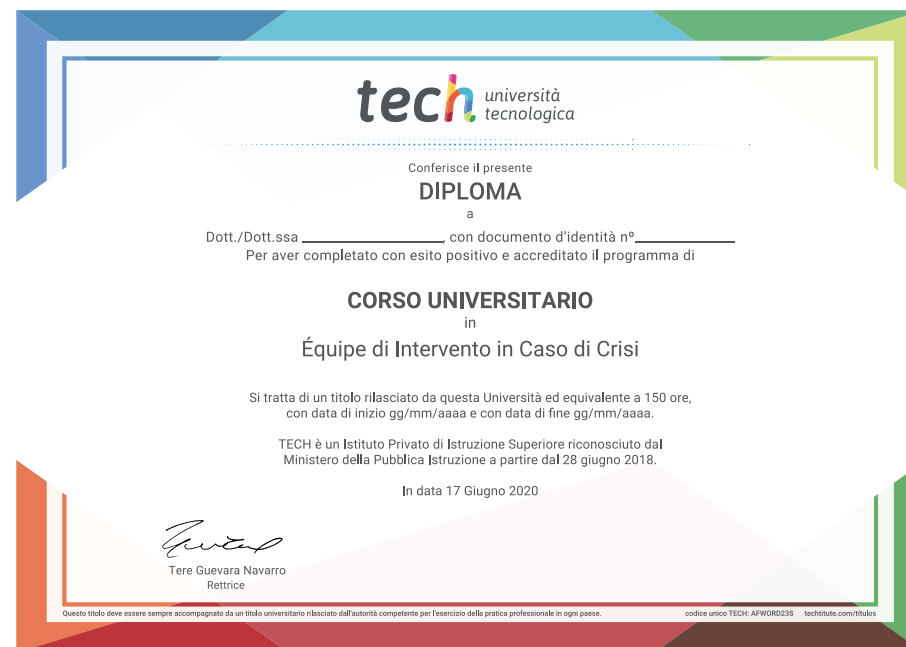 tech università
tecnologica
Conferisce il presente
DIPLOMA
a
Dott./Dott.ssa ____________________, con documento d'identità nº______________
Per aver completato con esito positivo e accreditato il programma di
CORSO UNIVERSITARIO
in
Équipe di Intervento in Caso di Crisi
Si tratta di un titolo rilasciato da questa Università ed equivalente a 150 ore,
con data di inizio gg/mm/aaaa e con data di fine gg/mm/aaaa.
TECH è un Istituto Privato di Istruzione Superiore riconosciuto dal
Ministero della Pubblica Istruzione a partire dal 28 giugno 2018.
In data 17 Giugno 2020
Tere Guevara Navarro
Rettrice
Questo titolo deve essere sempre accompagnato da un titolo universitario rilasciato dall'autorità competente per l'esercizio della pratica professionale in ogni paese. codice unico TECH: AFWORD23S techtitute.com/títulos